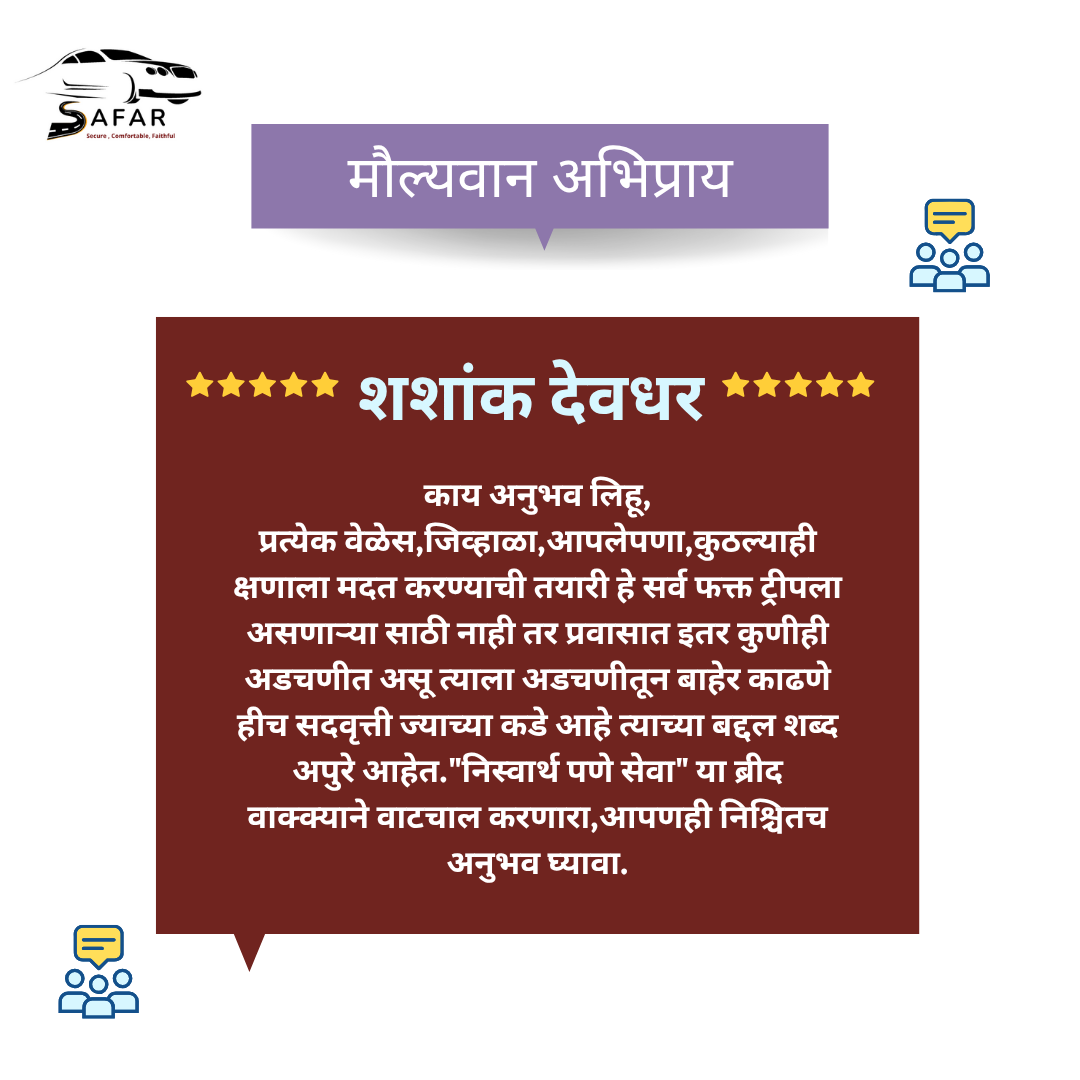 SAFAR
Secure , Comfortable, Faithful
मौल्यवान अभिप्राय
शशांक देवधर
काय अनुभव लिहू,
प्रत्येक वेळेस,जिव्हाळा,आपलेपणा,कुठल्याही
क्षणाला मदत करण्याची तयारी हे सर्व फक्त ट्रीपला
असणाऱ्या साठी नाही तर प्रवासात इतर कुणीही
अडचणीत असू त्याला अडचणीतून बाहेर काढणे
हीच सदवृत्ती ज्याच्या कडे आहे त्याच्या बद्दल शब्द
अपुरे आहेत."निस्वार्थ पणे सेवा" या ब्रीद
वाक्क्याने वाटचाल करणारा,आपणही निश्चितच
अनुभव घ्यावा.